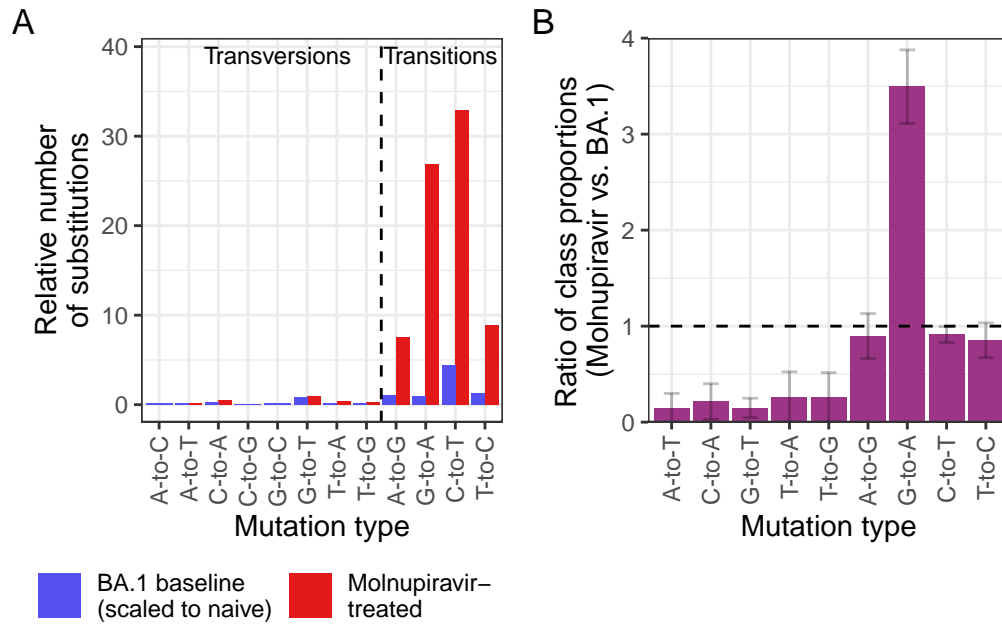 A
Relative number
of substitutions
40
30
20
10
0
Transversions
Transitions
A-to-C
A-to-T
C-to-A
C-to-G
G-to-C
G-to-T
T-to-A
T-to-G
A-to-G
G-to-A
C-to-T
T-to-C
Mutation type
BA.1 baseline
(scaled to naive)
Molnupiravir−
treated
B
Ratio of class proportions
(Molnupiravir vs. BA.1)
4
3
2
1
0
A-to-T
C-to-A
G-to-T
T-to-A
T-to-G
A-to-G
G-to-A
C-to-T
T-to-C
Mutation type